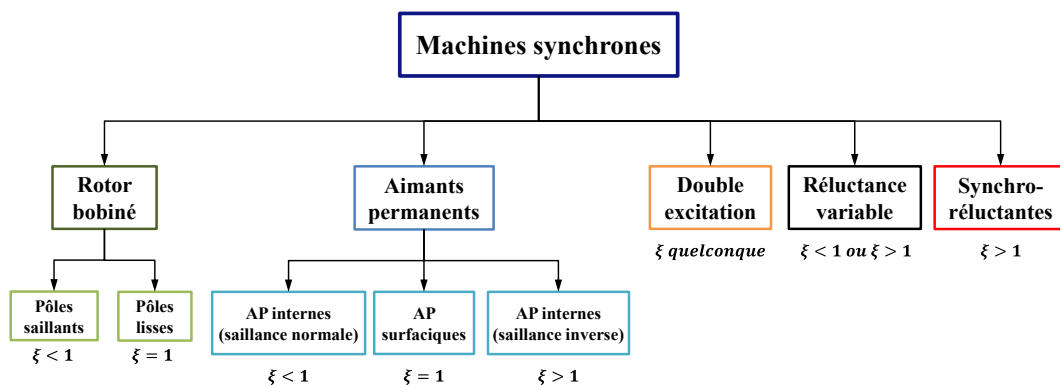 Machines synchrones
Rotor
bobiné
Aimants
permanents
Double
excitation
Réluctance
variable
Synchro-
réluctantes
ξ quelconque
ξ < 1 ou ξ > 1
ξ > 1
Pôles
saillants
Pôles
lisses
AP internes
(saillance normale)
AP
surfaciques
AP internes
(saillance inverse)
ξ < 1
ξ = 1
ξ < 1
ξ = 1
ξ > 1